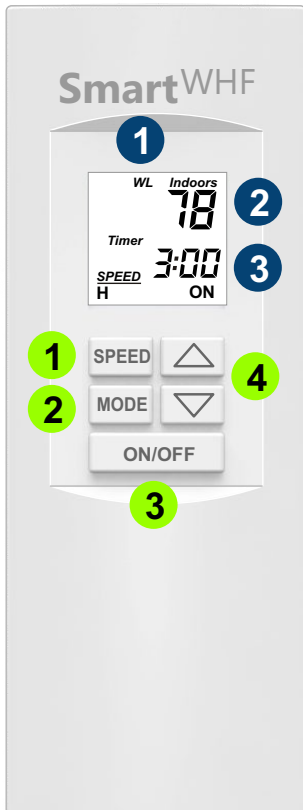 SmartWHF
1
WL Indoors
78 2
Timer
3:00 3
SPEED
H ON
1 SPEED
4
2 MODE
ON/OFF
3